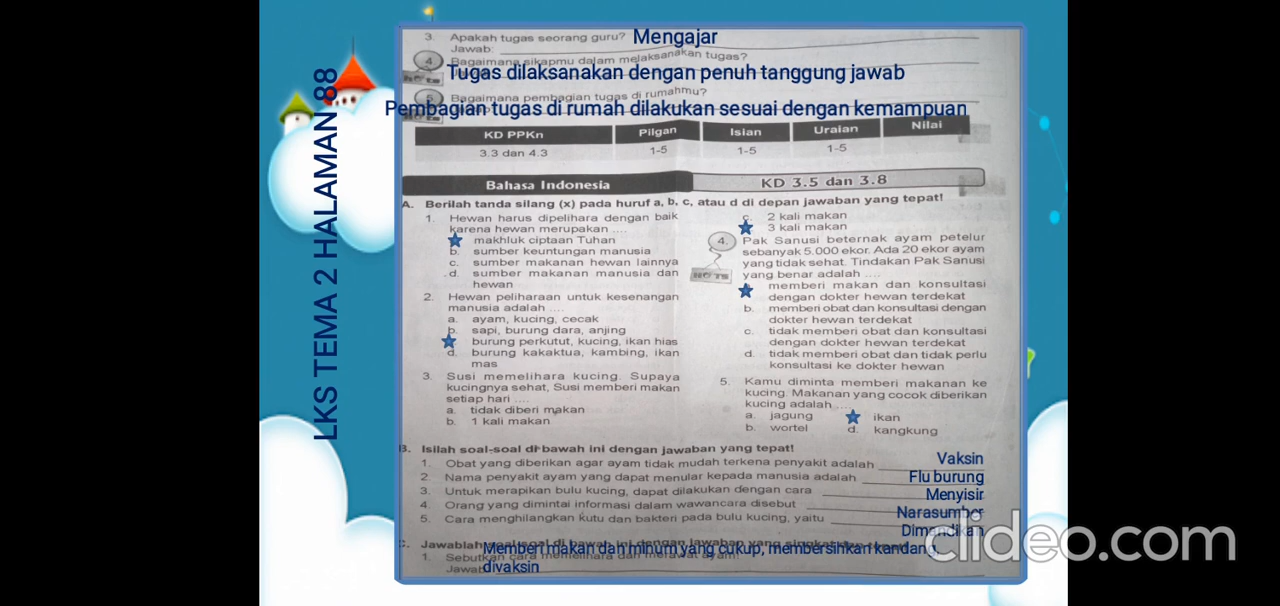 LKS TEMA 2 HALAMAN 88
3. Apakah tugas seorang guru? Mengajar
Jawab:
4. Bagaimana sikapmu dalam melaksanakan tugas?
Tugas dilaksanakan dengan penuh tanggung jawab
5. Bagaimana pembagian tugas di rumahmu?
Pembagian tugas di rumah dilakukan sesuai dengan kemampuan
KD PPKn Pilgan Isian Uraian Nilai
3.3 dan 4.3 1-5 1-5 1-5
Bahasa Indonesia KD 3.5 dan 3.8
A. Berilah tanda silang (x) pada huruf a, b, c, atau d di depan jawaban yang tepat!
1. Hewan harus dipelihara dengan baik
karena hewan merupakan ....
makhluk ciptaan Tuhan
b. sumber keuntungan manusia
c. sumber makanan hewan lainnya
d. sumber makanan manusia dan
hewan
2. Hewan peliharaan untuk kesenangan
manusia adalah ....
a. ayam, kucing, cecak
b. sapi, burung dara, anjing
burung perkutut, kucing, ikan hias
d. burung kakaktua, kambing, ikan
mas
3. Susi memelihara kucing. Supaya
kucingnya sehat, Susi memberi makan
setiap hari ....
a. tidak diberi makan
b. 1 kali makan
c. 2 kali makan
3 kali makan
4. Pak Sanusi beternak ayam petelur
sebanyak 5.000 ekor. Ada 20 ekor ayam
yang tidak sehat. Tindakan Pak Sanusi
HOTS yang benar adalah ....
memberi makan dan konsultasi
dengan dokter hewan terdekat
b. memberi obat dan konsultasi dengan
dokter hewan terdekat
c. tidak memberi obat dan konsultasi
dengan dokter hewan terdekat
d. tidak memberi obat dan tidak perlu
konsultasi ke dokter hewan
5. Kamu diminta memberi makanan ke
kucing. Makanan yang cocok diberikan
kucing adalah ....
a. jagung ikan
b. wortel d. kangkung
B. Isilah soal-soal di bawah ini dengan jawaban yang tepat!
1. Obat yang diberikan agar ayam tidak mudah terkena penyakit adalah Vaksin
2. Nama penyakit ayam yang dapat menular kepada manusia adalah Flu burung
3. Untuk merapikan bulu kucing, dapat dilakukan dengan cara Menyisir
4. Orang yang dimintai informasi dalam wawancara disebut Narasumber
5. Cara menghilangkan kutu dan bakteri pada bulu kucing, yaitu Dimandikan
C. Jawablah soal-soal di bawah ini dengan jawaban yang
Memberi makan dan minum yang cukup, membersihkan kandang,
1. Sebutkan cara memelihara dan merawat ayam!
Jawab: divaksin
clideo.com